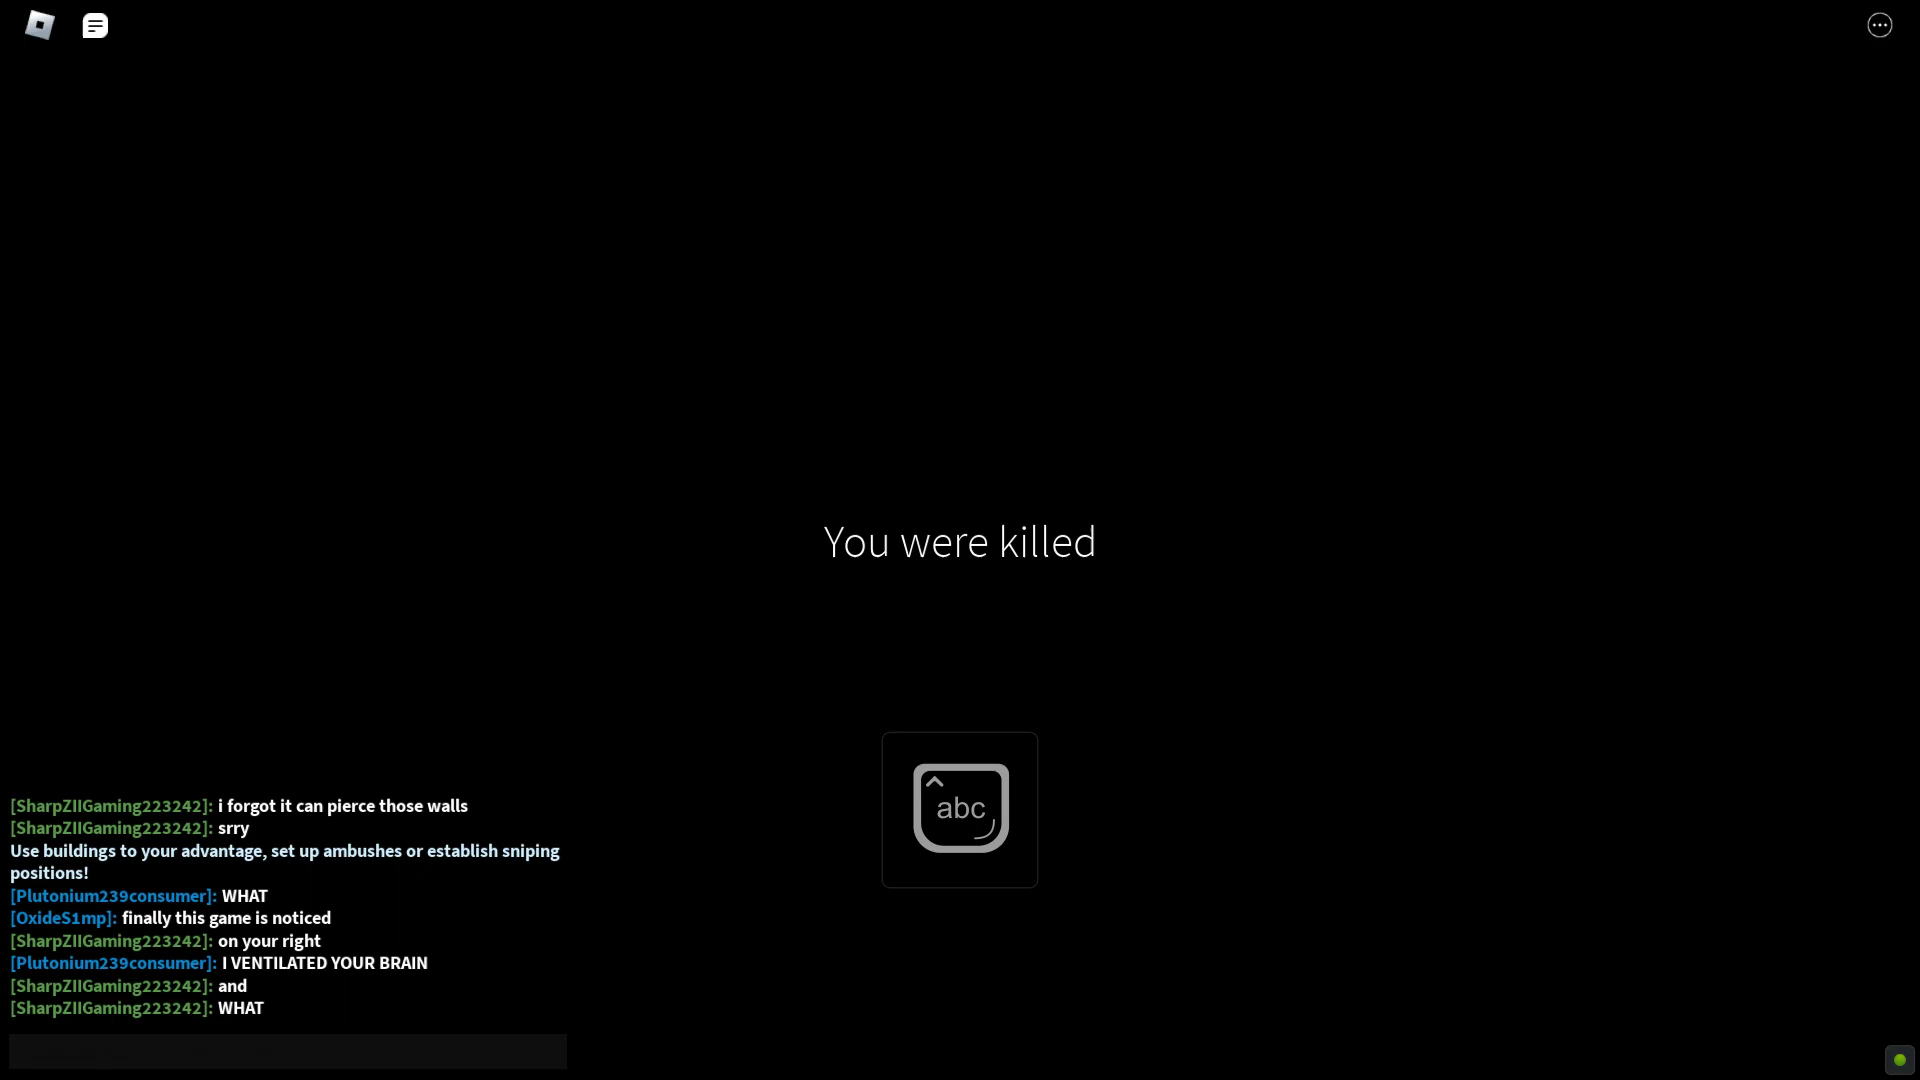 You were killed
abc
[SharpZIIGaming223242]: i forgot it can pierce those walls
[SharpZIIGaming223242]: srry
Use buildings to your advantage, set up ambushes or establish sniping
positions!
[Plutonium239consumer]: WHAT
[OxideS1mp]: finally this game is noticed
[SharpZIIGaming223242]: on your right
[Plutonium239consumer]: I VENTILATED YOUR BRAIN
[SharpZIIGaming223242]: and
[SharpZIIGaming223242]: WHAT